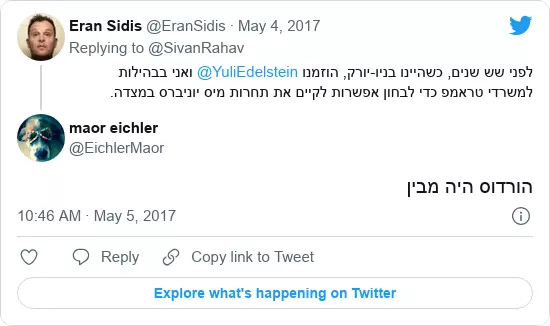 Eran Sidis @EranSidis · May 4, 2017
Replying to @SivanRahav
לפני שש שנים, כשהיינו בניו-יורק, הוזמנו @YuliEdelstein ואני בבהילות
למשרדי טראמפ כדי לבחון אפשרות לקיים את תחרות מיס יוניברס במצדה.
maor eichler
@EichlerMaor
הורדוס היה מבין
10:46 AM · May 5, 2017
Reply
Copy link to Tweet
Explore what's happening on Twitter